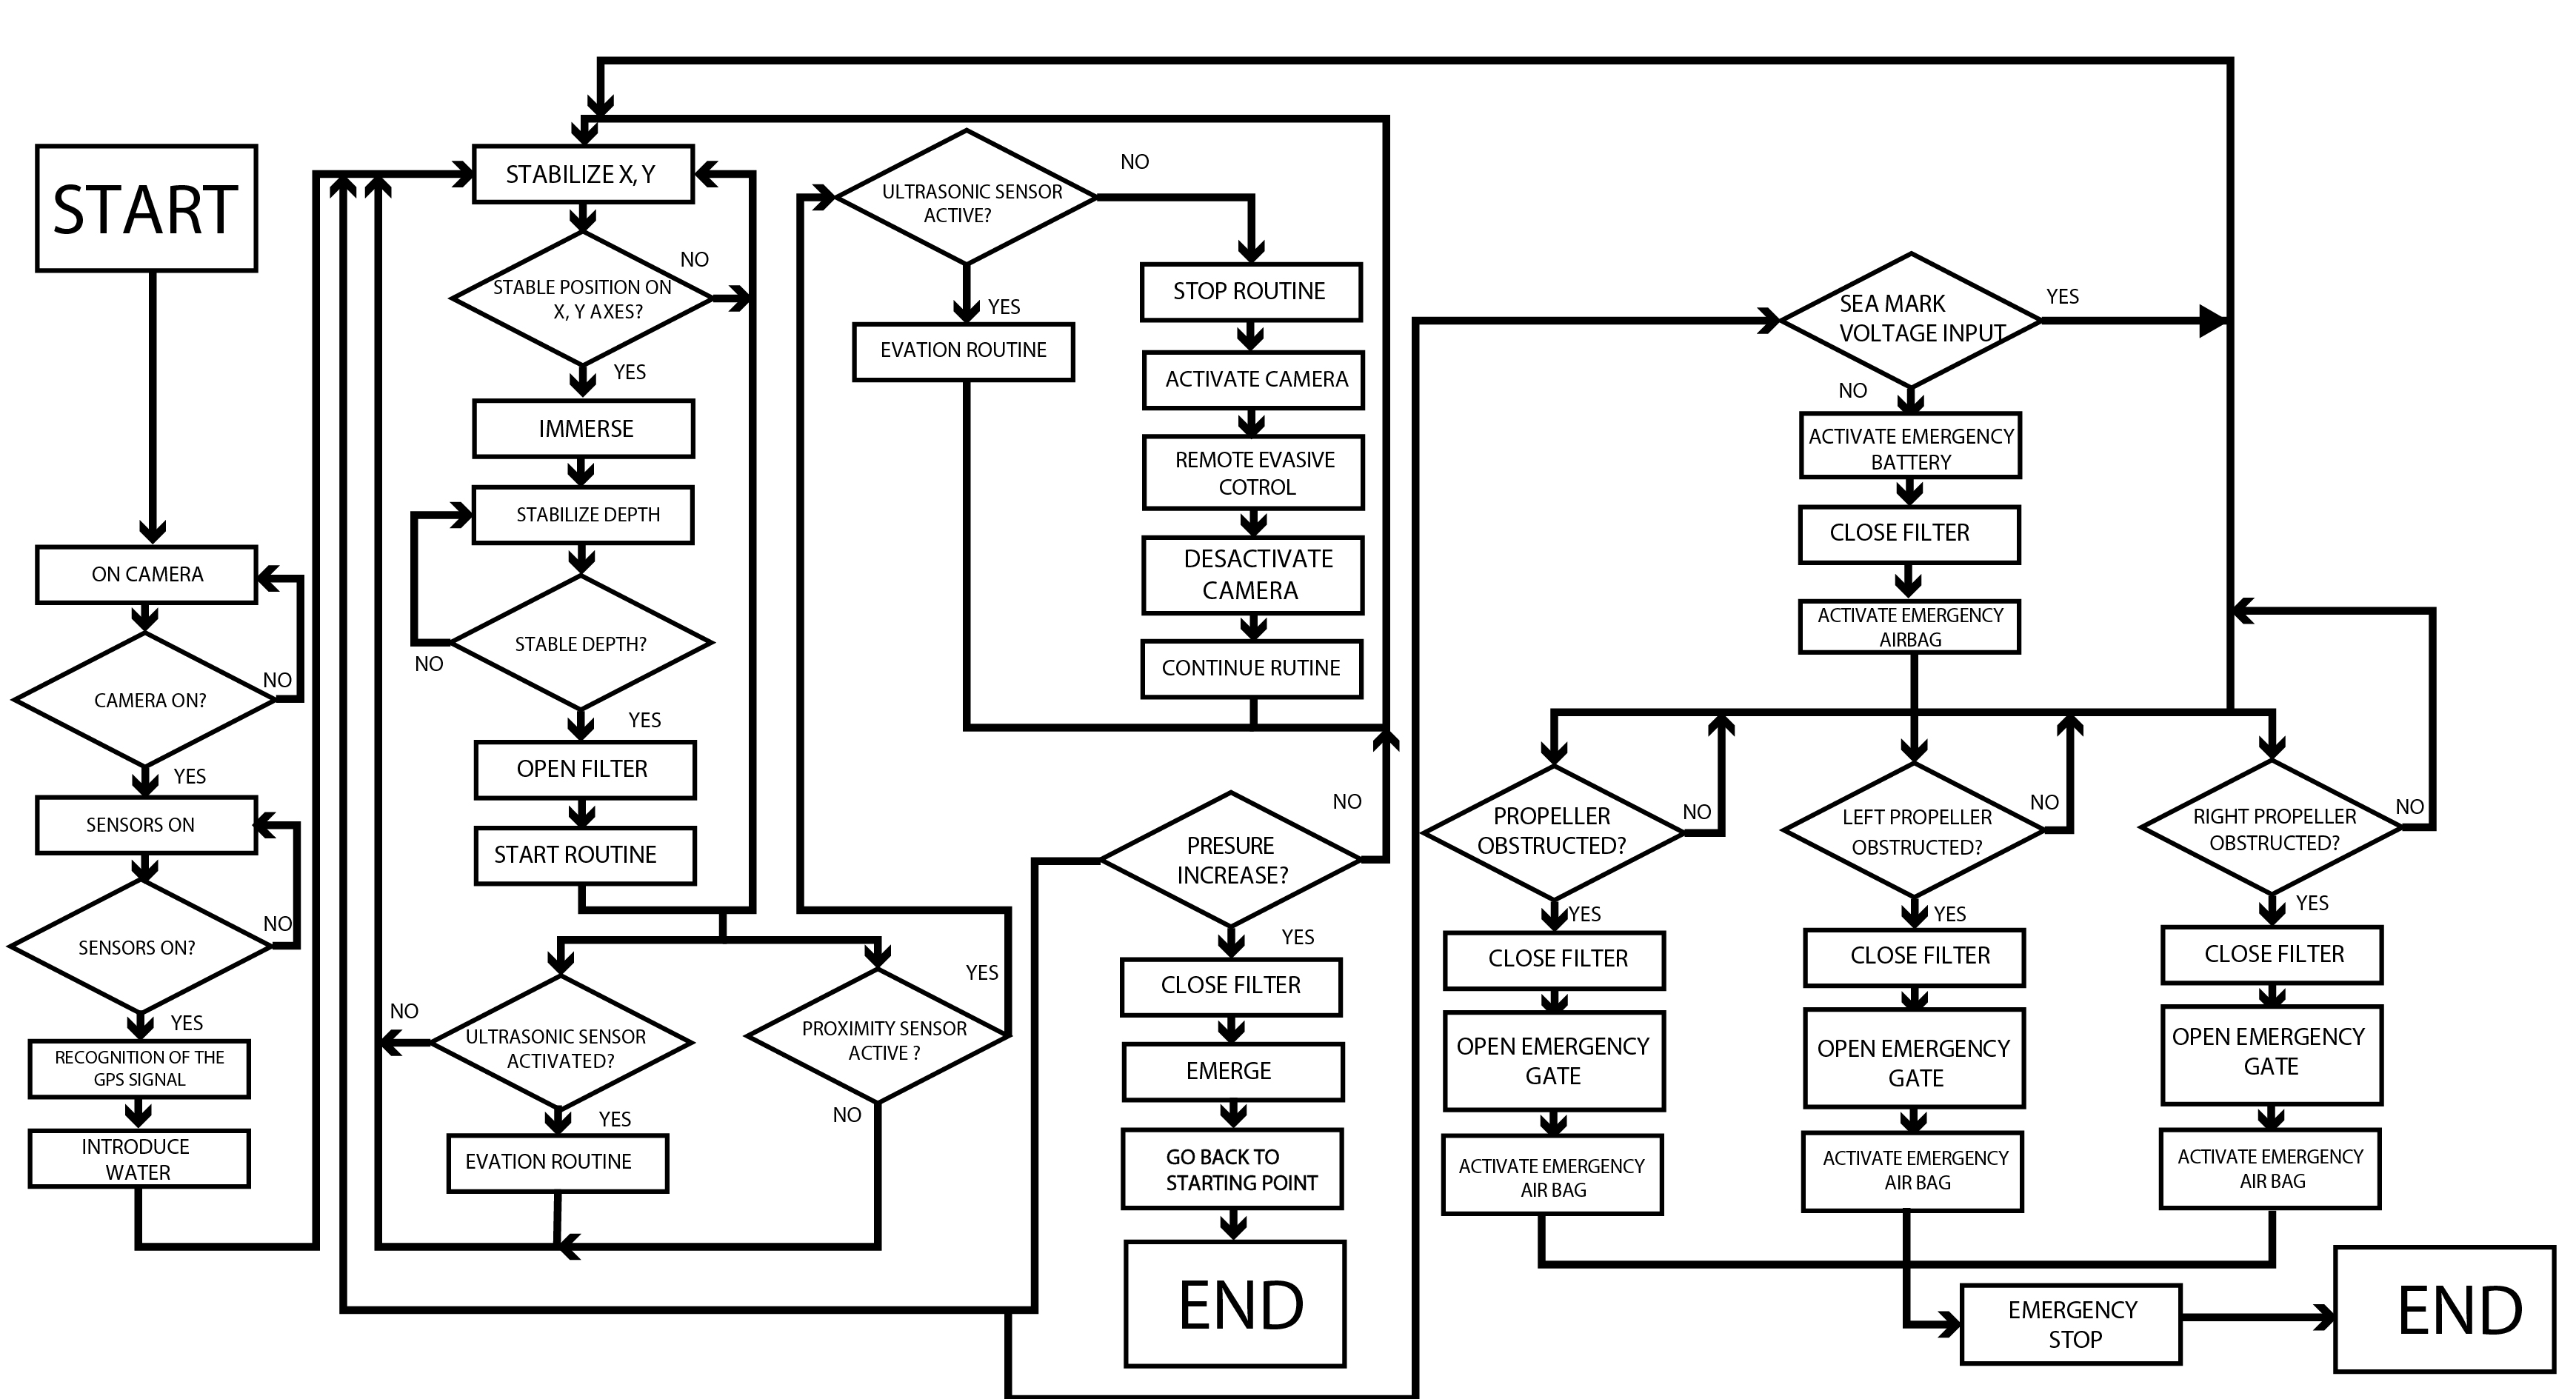 START
ON CAMERA
CAMERA ON?
NO
YES
SENSORS ON
SENSORS ON?
NO
YES
RECOGNITION OF THE
GPS SIGNAL
INTRODUCE
WATER
STABILIZE X, Y
STABLE POSITION ON
X, Y AXES?
NO
YES
IMMERSE
STABILIZE DEPTH
STABLE DEPTH?
NO
YES
OPEN FILTER
START ROUTINE
ULTRASONIC SENSOR
ACTIVATED?
NO
YES
EVATION ROUTINE
PROXIMITY SENSOR
ACTIVE ?
YES
NO
ULTRASONIC SENSOR
ACTIVE?
NO
YES
EVATION ROUTINE
STOP ROUTINE
ACTIVATE CAMERA
REMOTE EVASIVE
COTROL
DESACTIVATE
CAMERA
CONTINUE RUTINE
PRESURE
INCREASE?
NO
YES
CLOSE FILTER
EMERGE
GO BACK TO
STARTING POINT
END
SEA MARK
VOLTAGE INPUT
YES
NO
ACTIVATE EMERGENCY
BATTERY
CLOSE FILTER
ACTIVATE EMERGENCY
AIRBAG
PROPELLER
OBSTRUCTED?
NO
YES
CLOSE FILTER
OPEN EMERGENCY
GATE
ACTIVATE EMERGENCY
AIR BAG
LEFT PROPELLER
OBSTRUCTED?
NO
YES
CLOSE FILTER
OPEN EMERGENCY
GATE
ACTIVATE EMERGENCY
AIR BAG
RIGHT PROPELLER
OBSTRUCTED?
NO
YES
CLOSE FILTER
OPEN EMERGENCY
GATE
ACTIVATE EMERGENCY
AIR BAG
EMERGENCY
STOP
END